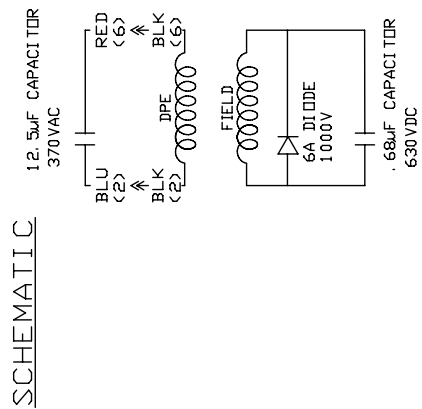 SCHEMATIC
12.5uF CAPACITOR
370VAC
BLU
(2)
RED
(6)
BLK
(2)
BLK
(6)
DPE
FIELD
6A DIODE
1000V
.68uF CAPACITOR
630VDC